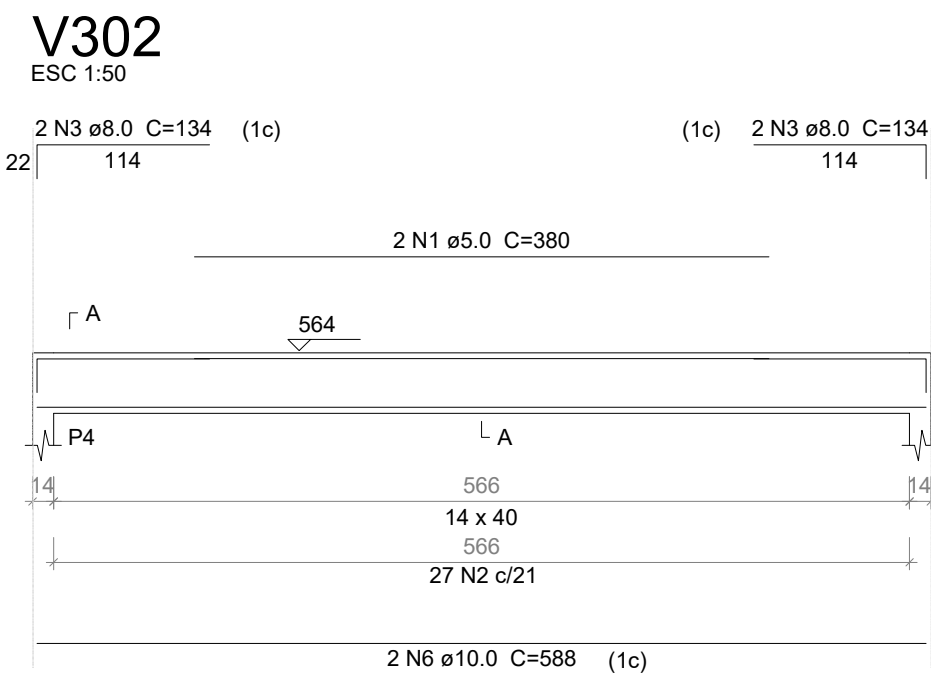 V302
ESC 1:50
2 N3 ø8.0 C=134 (1c) (1c) 2 N3 ø8.0 C=134
22 114 114
2 N1 ø5.0 C=380
A
564
P4 A
14 566 14
14 x 40
566
27 N2 c/21
2 N6 ø10.0 C=588 (1c)